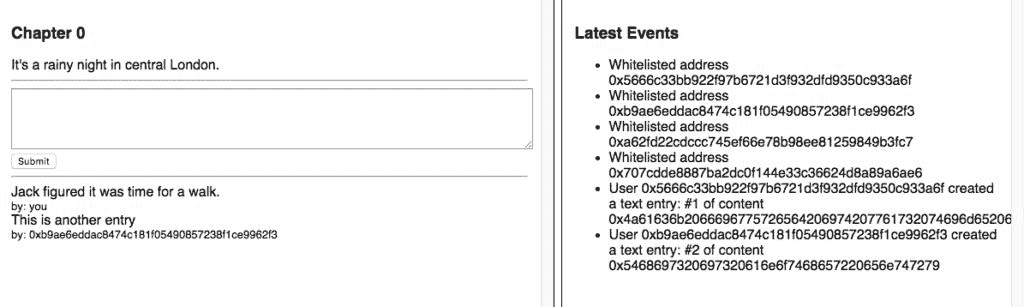 Chapter 0
It's a rainy night in central London.
Submit
Jack figured it was time for a walk.
by: you
This is another entry
by: 0xb9ae6eddac8474c181f05490857238f1ce9962f3
Latest Events
Whitelisted address
0x5666c33bb922f97b6721d3f932dfd9350c933a6f
Whitelisted address
0xb9ae6eddac8474c181f05490857238f1ce9962f3
Whitelisted address
0xa62fd22cdccc745ef66e78b98ee81259849b3fc7
Whitelisted address
0x707cdde8887ba2dc0f144e33c36624d8a89a6ae6
User 0x5666c33bb922f97b6721d3f932dfd9350c933a6f created
a text entry: #1 of content
0x4a61636b2066696775726564206974207761732074696d65206
User 0xb9ae6eddac8474c181f05490857238f1ce9962f3 created
a text entry: #2 of content
0x5468697320697320616e6f7468657220656e747279